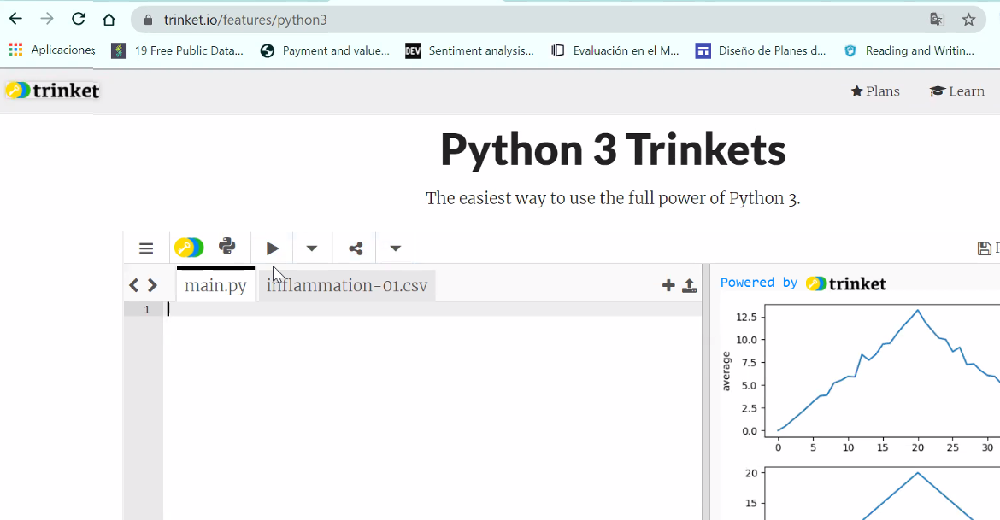 trinket.io/features/python3
Aplicaciones 19 Free Public Data... Payment and value... DEV Sentiment analysis... Evaluación en el M... Diseño de Planes d... Reading and Writin...
trinket Plans Learn
Python 3 Trinkets
The easiest way to use the full power of Python 3.
main.py inflammation-01.csv
1
Powered by trinket
12.5
10.0
7.5
5.0
2.5
0.0
average
0 5 10 15 20 25 30
20
15